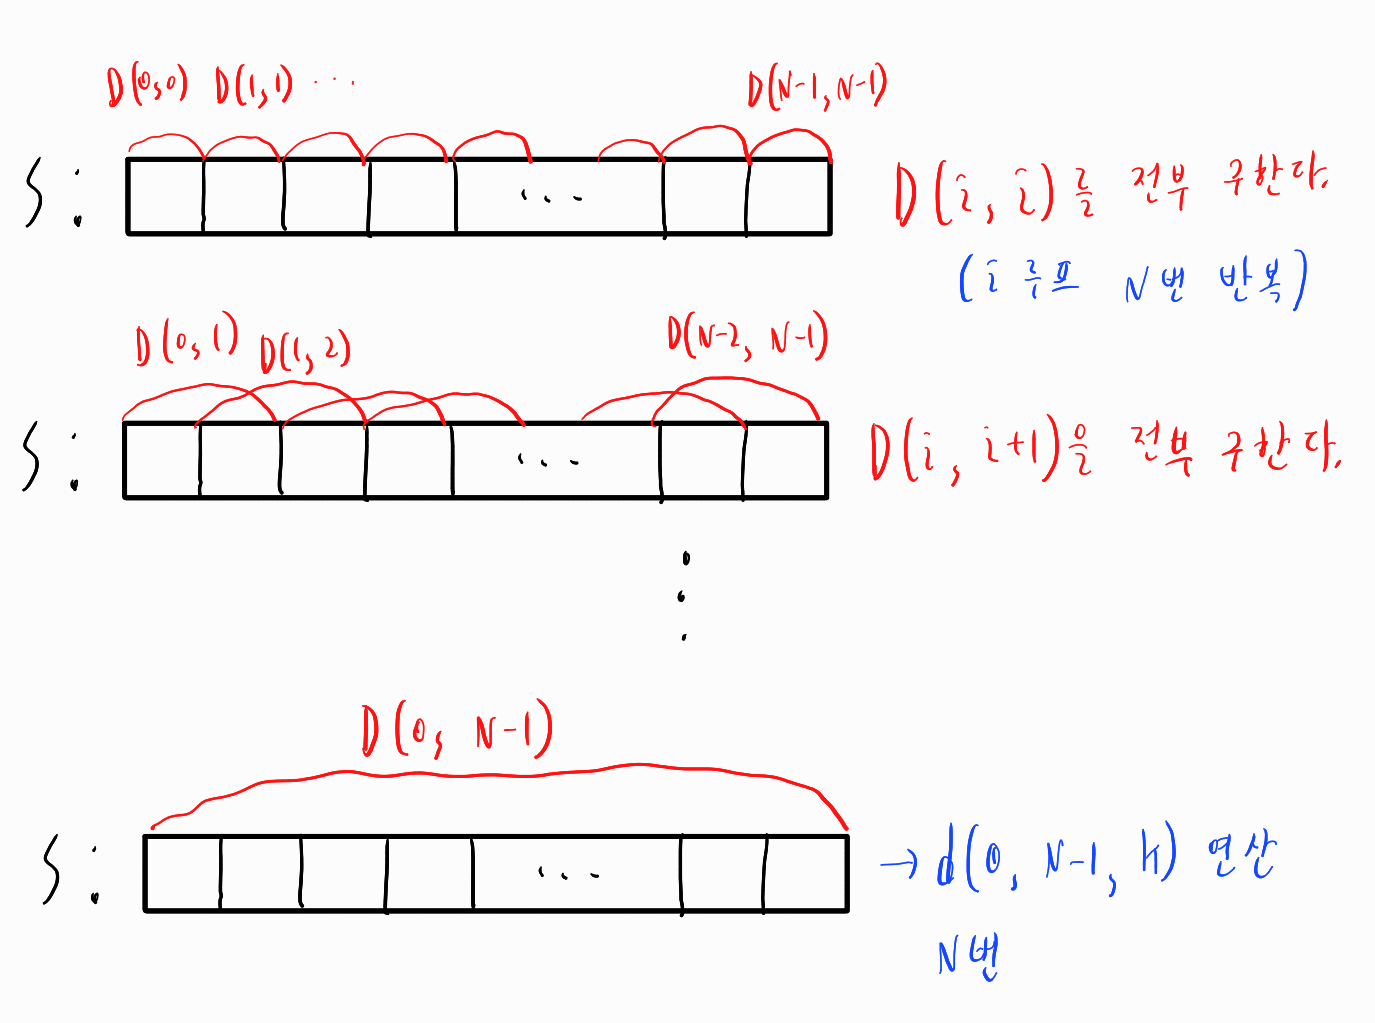 D(0,0) D(1,1) ... D(N-1, N-1)
S : ... D(i, i)를 전부 구한다.
(i 루프 N번 반복)
D(0, 1) D(1, 2) D(N-2, N-1)
S : ... D(i, i+1)을 전부 구한다.
D(0, N-1)
S : ... → d(0, N-1, k) 연산
N번